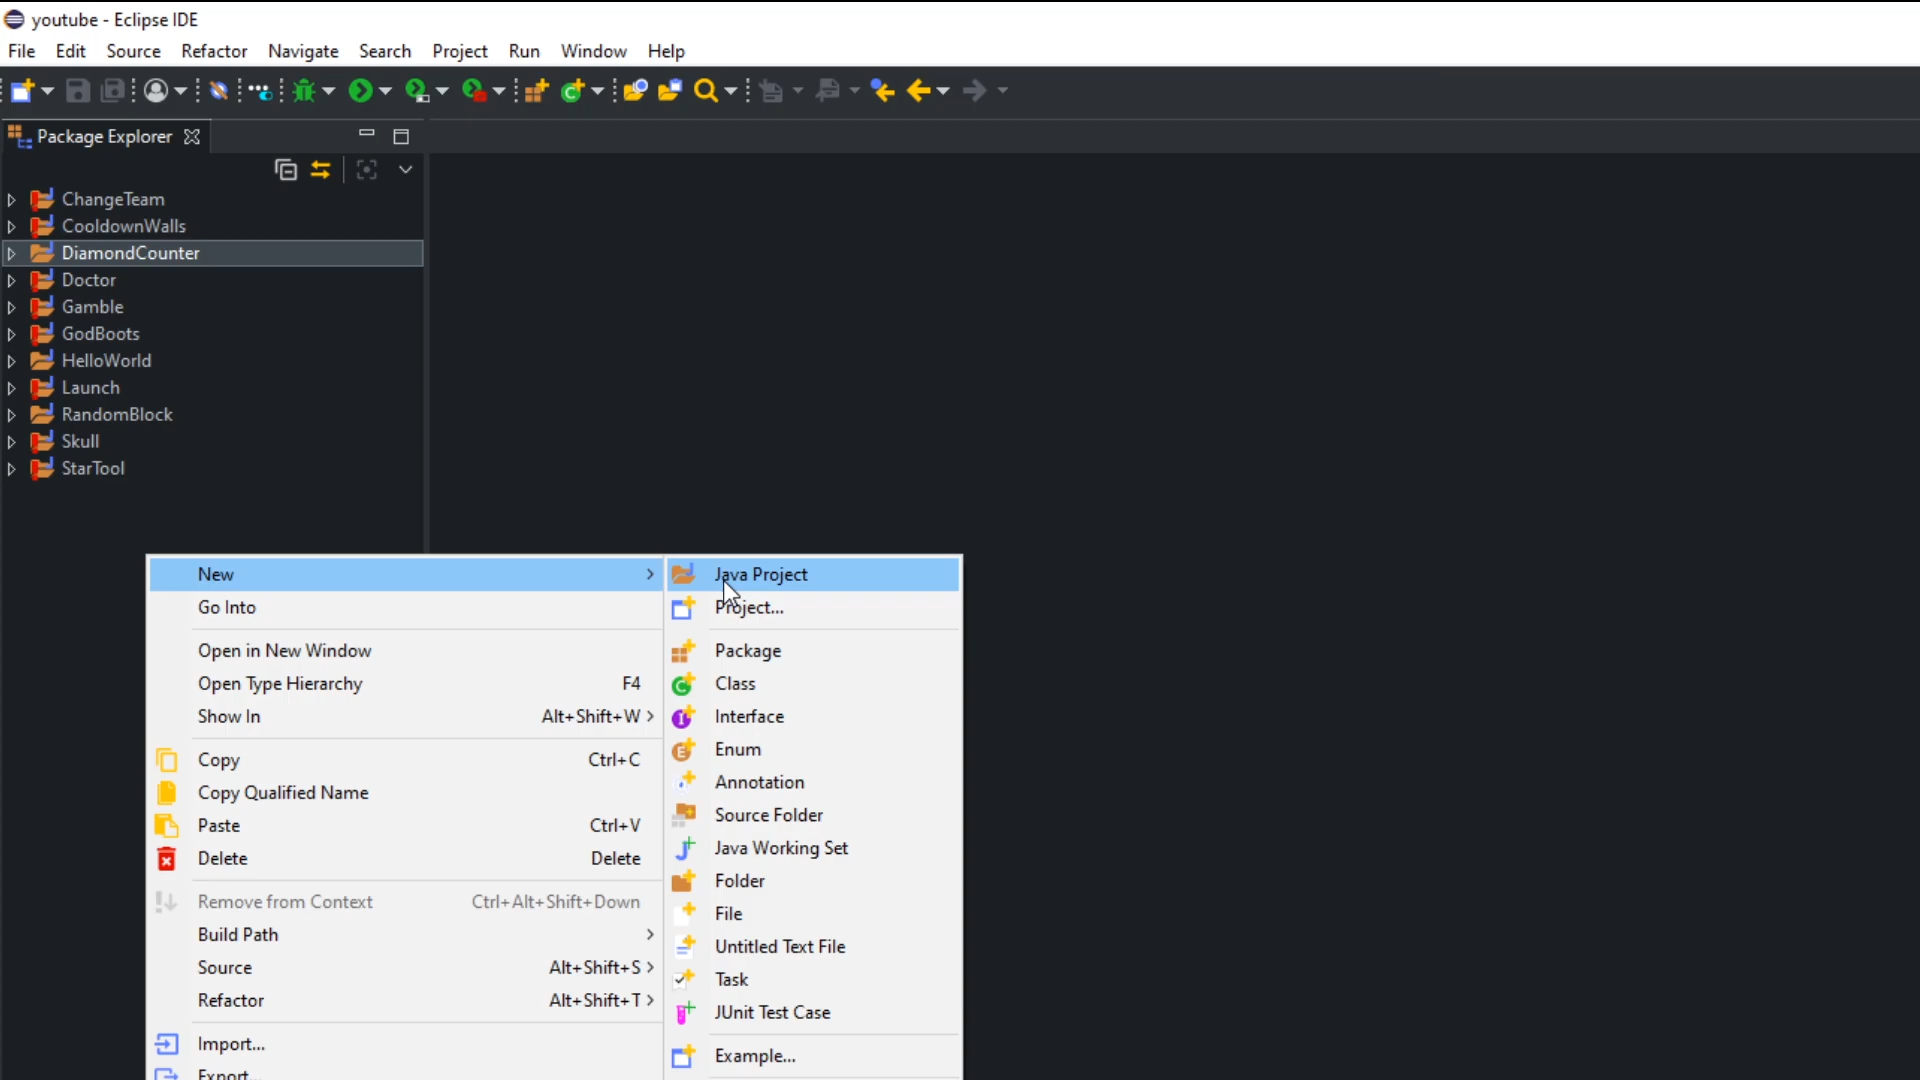 youtube - Eclipse IDE
File Edit Source Refactor Navigate Search Project Run Window Help
Package Explorer
ChangeTeam
CooldownWalls
DiamondCounter
Doctor
Gamble
GodBoots
HelloWorld
Launch
RandomBlock
Skull
StarTool
New
Go Into
Open in New Window
Open Type Hierarchy F4
Show In Alt+Shift+W >
Copy Ctrl+C
Copy Qualified Name
Paste Ctrl+V
Delete Delete
Remove from Context Ctrl+Alt+Shift+Down
Build Path
Source Alt+Shift+S >
Refactor Alt+Shift+T >
Import...
Export...
Java Project
Project...
Package
Class
Interface
Enum
Annotation
Source Folder
Java Working Set
Folder
File
Untitled Text File
Task
JUnit Test Case
Example...